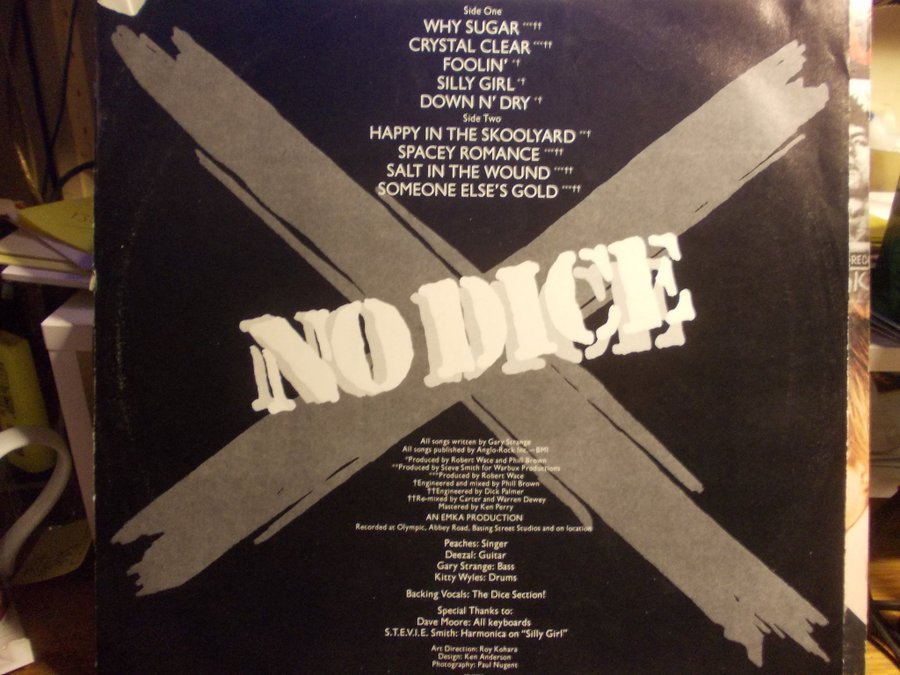 Side One
WHY SUGAR ***††
CRYSTAL CLEAR ***††
FOOLIN' *†
SILLY GIRL *†
DOWN N' DRY *†
Side Two
HAPPY IN THE SKOOLYARD **†
SPACEY ROMANCE ***††
SALT IN THE WOUND ***††
SOMEONE ELSE'S GOLD ***††
NO DICE
All songs written by Gary Strange
All songs published by Anglo-Rock Inc. – BMI
*Produced by Robert Wace and Phill Brown
**Produced by Steve Smith for Warbux Productions
***Produced by Robert Wace
†Engineered and mixed by Phill Brown
††Engineered by Dick Palmer
††Re-mixed by Carter and Warren Dewey
Mastered by Ken Perry
AN EMKA PRODUCTION
Recorded at Olympic, Abbey Road, Basing Street Studios and on location
Peaches: Singer
Deezal: Guitar
Gary Strange: Bass
Kitty Wyles: Drums
Backing Vocals: The Dice Section!
Special Thanks to:
Dave Moore: All keyboards
S.T.E.V.I.E. Smith: Harmonica on "Silly Girl"
Art Direction: Roy Kohara
Design: Ken Anderson
Photography: Paul Nugent